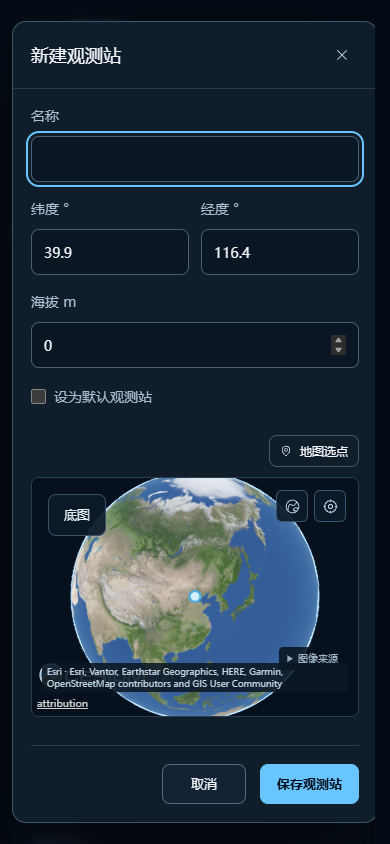 新建观测站
名称
纬度 °
经度 °
39.9
116.4
海拔 m
0
设为默认观测站
地图选点
底图
图像来源
Esri · Esri, Vantor, Earthstar Geographics, HERE, Garmin,
OpenStreetMap contributors and GIS User Community
attribution
取消
保存观测站